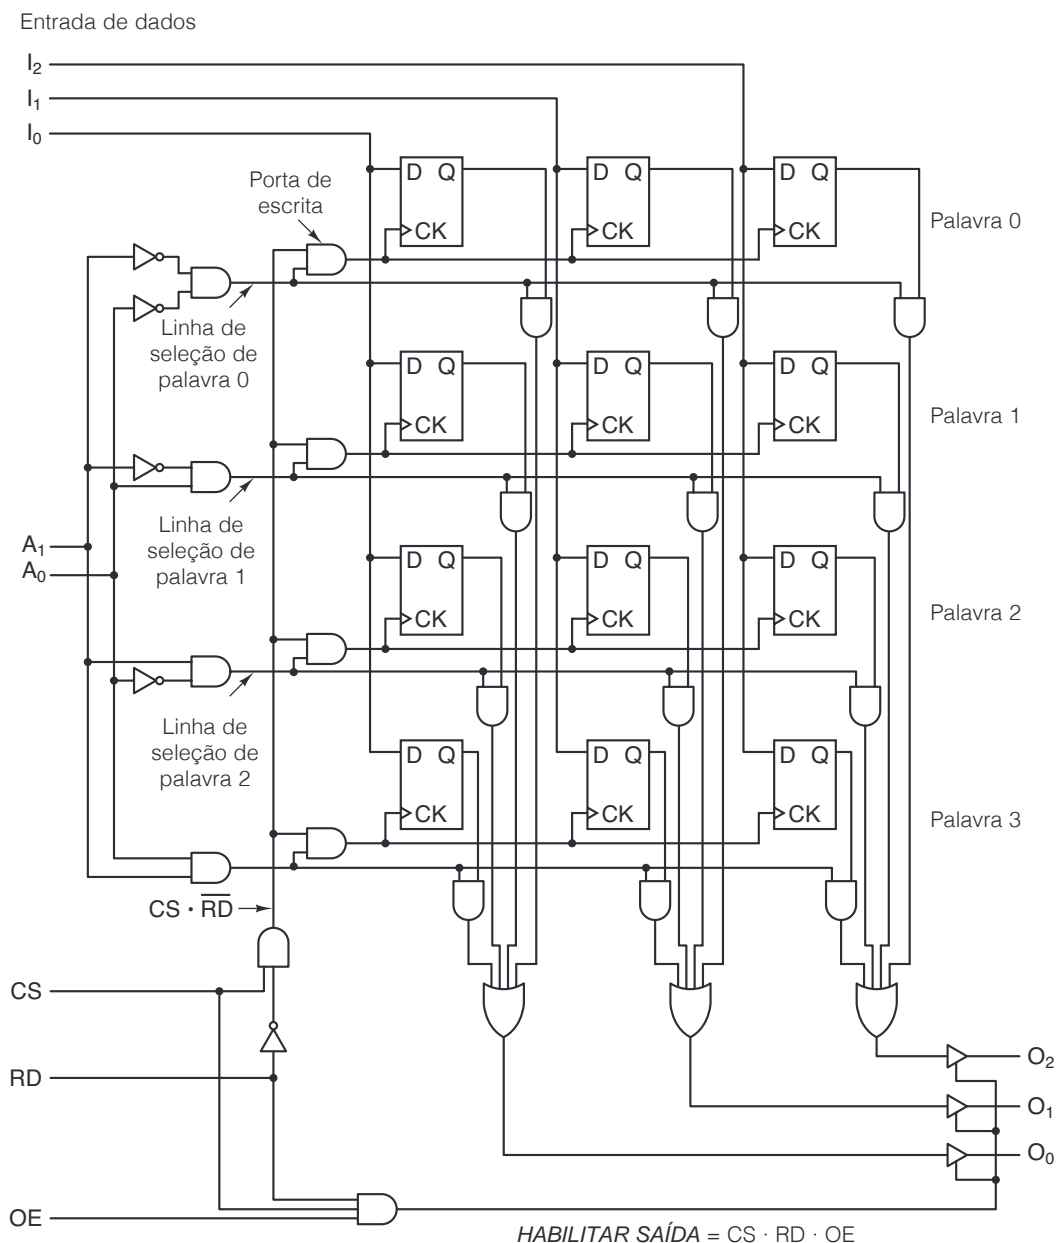 Entrada de dados
I₂
I₁
I₀
Porta de
escrita
D Q
CK
D Q
CK
D Q
CK
Palavra 0
Linha de
seleção de
palavra 0
D Q
CK
D Q
CK
D Q
CK
Palavra 1
Linha de
seleção de
palavra 1
A₁
A₀
D Q
CK
D Q
CK
D Q
CK
Palavra 2
Linha de
seleção de
palavra 2
D Q
CK
D Q
CK
D Q
CK
Palavra 3
CS · R̅D̅
CS
RD
OE
O₂
O₁
O₀
HABILITAR SAÍDA = CS · RD · OE